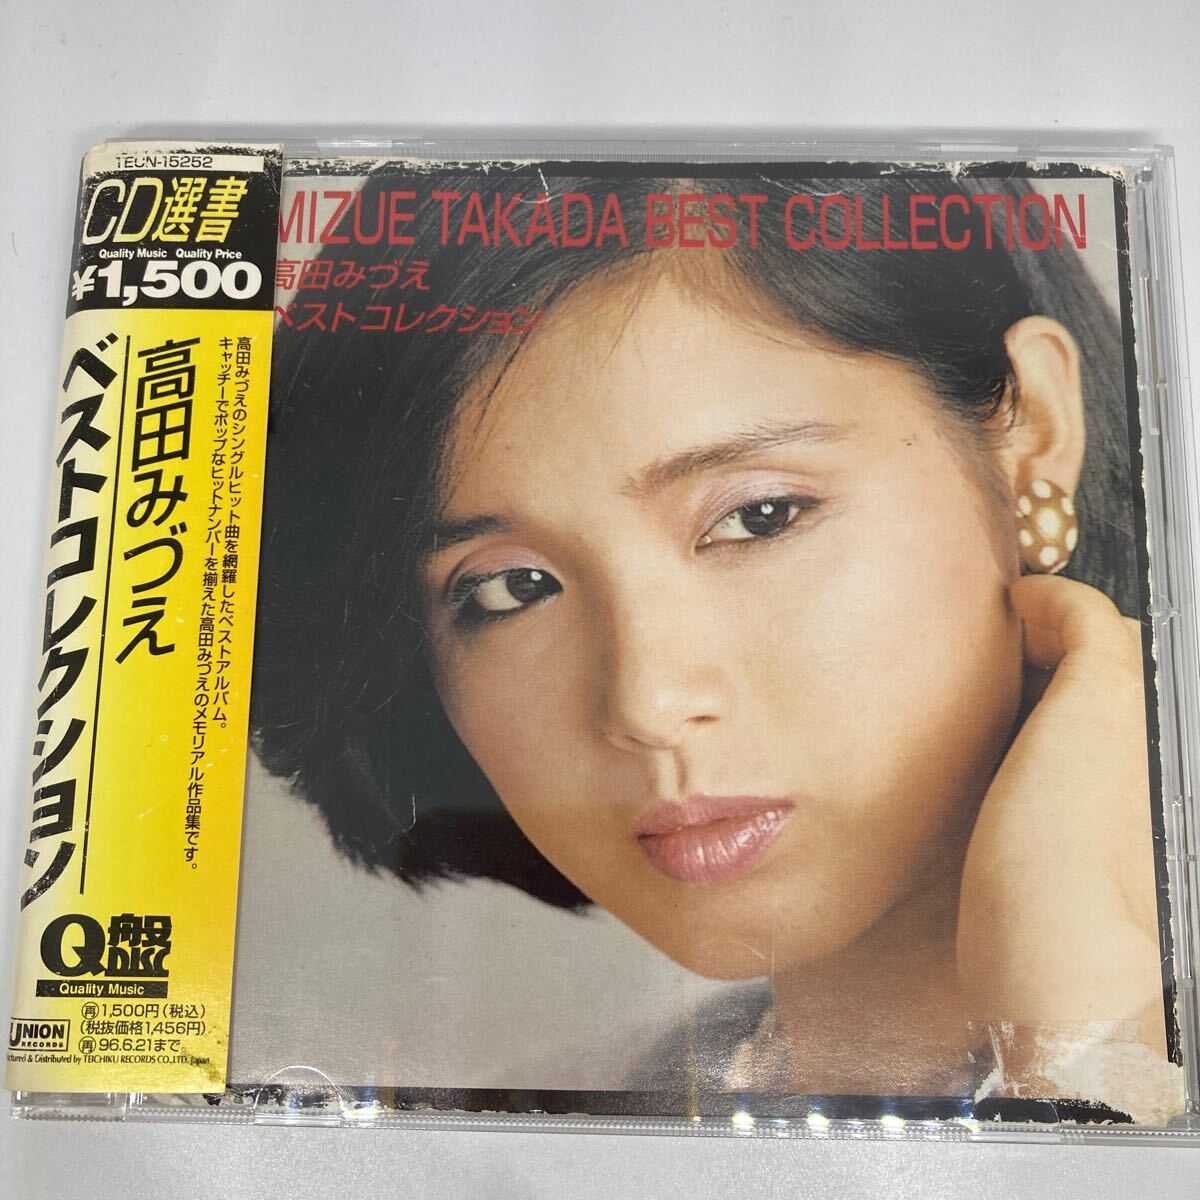 TECN-15252
CD選書
Quality Music Quality Price
¥1,500
高田みづえ
ベストコレクション
高田みづえのシングルヒット曲を網羅したベストアルバム。
キャッチーでポップなヒットナンバーを揃えた高田みづえのメモリアル作品集です。
Q盤
DISC
Quality Music
再1,500円(税込)
(税抜価格1,456円)
再96.6.21まで
UNION
RECORDS
& Distributed by TEICHIKU RECORDS CO.,LTD. Japan
MIZUE TAKADA BEST COLLECTION
高田みづえ
ベストコレクション